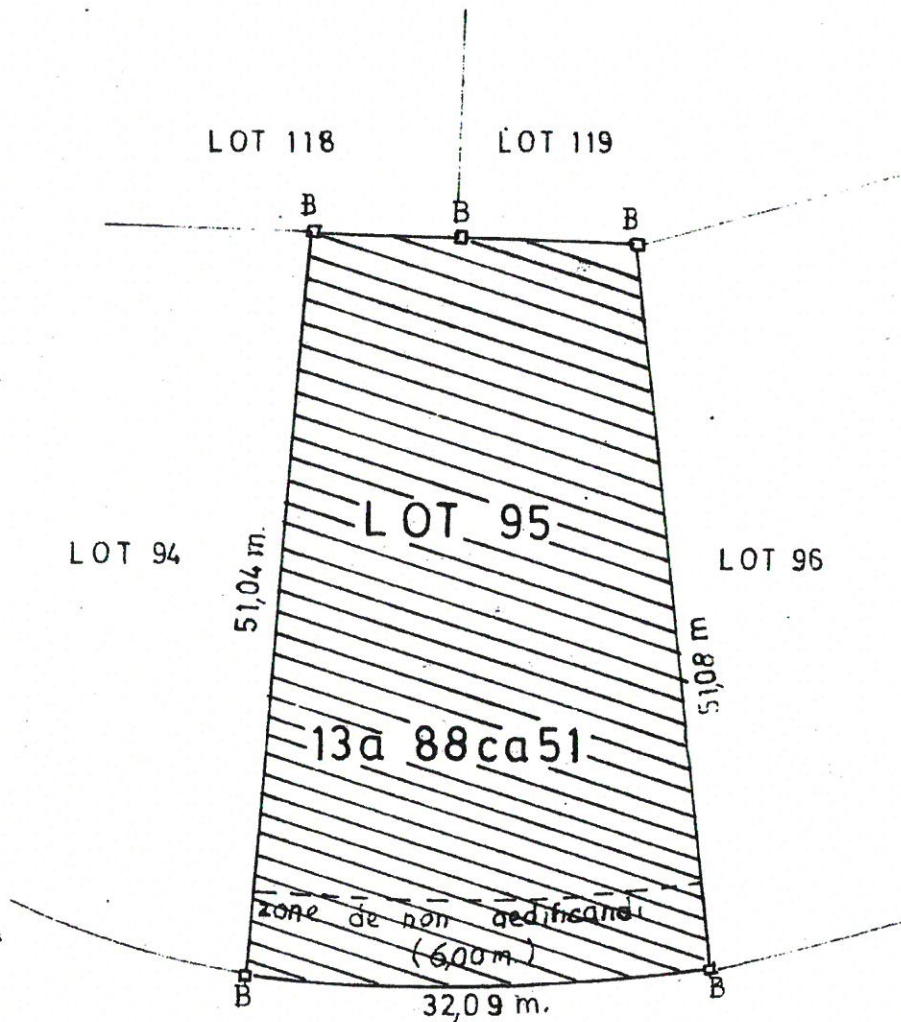 LOT 118
LOT 119
B
B
B
LOT 95
LOT 94
LOT 96
51,04 m.
51,08 m
13a 88ca51
zone de non aedificandi
(6,00m)
B
B
32,09 m.